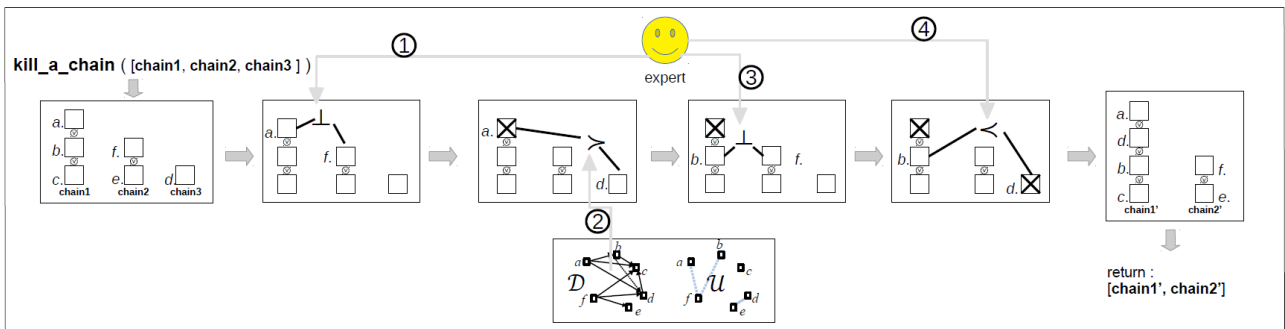 ① ④
expert
③
kill_a_chain ( [chain1, chain2, chain3 ] )
a.
b. f.
c. e. d.
chain1 chain2 chain3
a. ⊥
f.
a. ≻
d.
⊥
b. f.
≺
b.
d.
a.
d.
b. f.
c. e.
chain1' chain2'
②
b b
a c a c
D U
f d f d
e e
return :
[chain1', chain2']